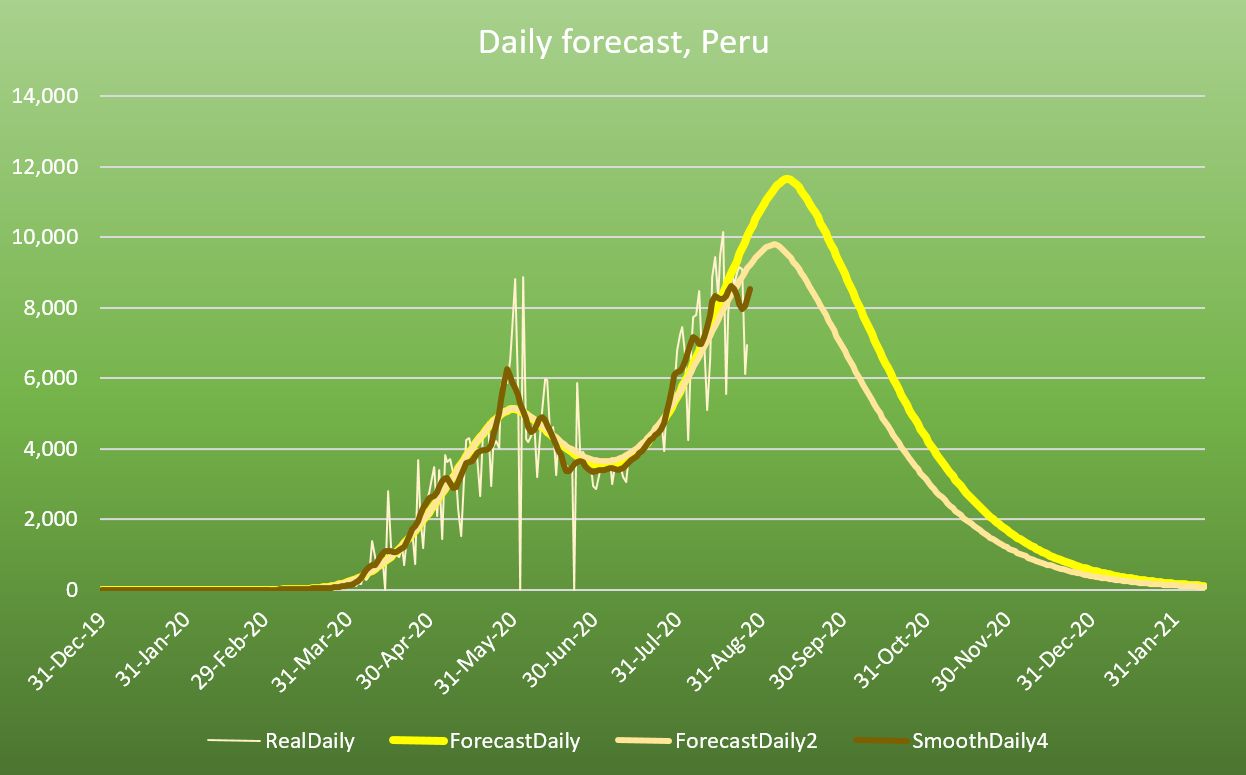 Daily forecast, Peru
14,000
12,000
10,000
8,000
6,000
4,000
2,000
0
31-Dec-19
31-Jan-20
29-Feb-20
31-Mar-20
30-Apr-20
31-May-20
30-Jun-20
31-Jul-20
31-Aug-20
30-Sep-20
31-Oct-20
30-Nov-20
31-Dec-20
31-Jan-21
RealDaily ForecastDaily ForecastDaily2 SmoothDaily4